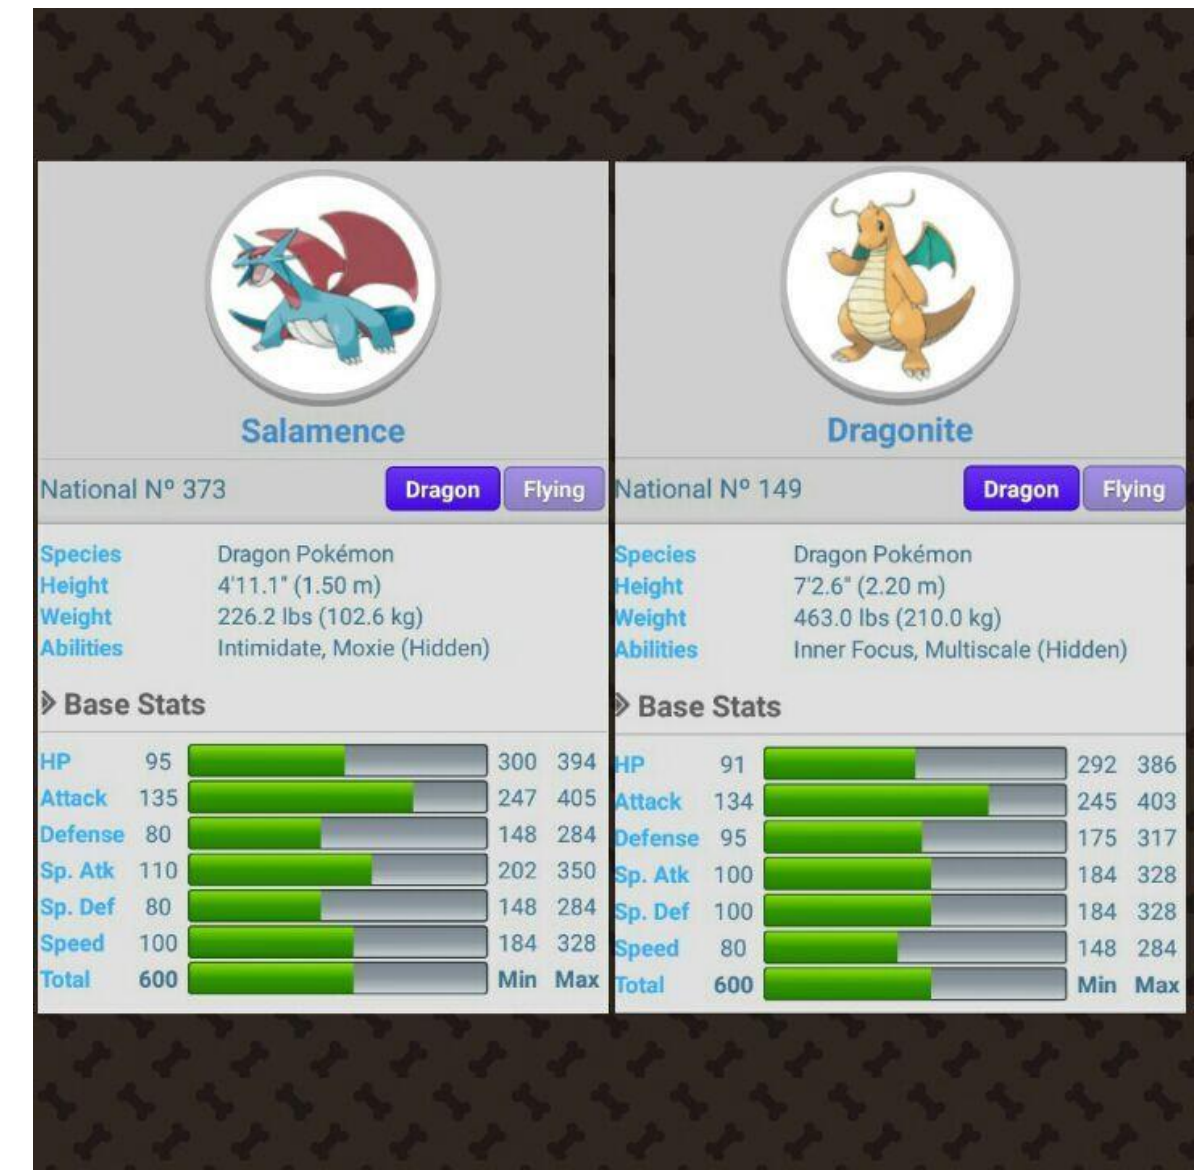 Salamence
National Nº 373 Dragon Flying
Species Dragon Pokémon
Height 4'11.1" (1.50 m)
Weight 226.2 lbs (102.6 kg)
Abilities Intimidate, Moxie (Hidden)
Base Stats
HP 95 300 394
Attack 135 247 405
Defense 80 148 284
Sp. Atk 110 202 350
Sp. Def 80 148 284
Speed 100 184 328
Total 600 Min Max
Dragonite
National Nº 149 Dragon Flying
Species Dragon Pokémon
Height 7'2.6" (2.20 m)
Weight 463.0 lbs (210.0 kg)
Abilities Inner Focus, Multiscale (Hidden)
Base Stats
HP 91 292 386
Attack 134 245 403
Defense 95 175 317
Sp. Atk 100 184 328
Sp. Def 100 184 328
Speed 80 148 284
Total 600 Min Max